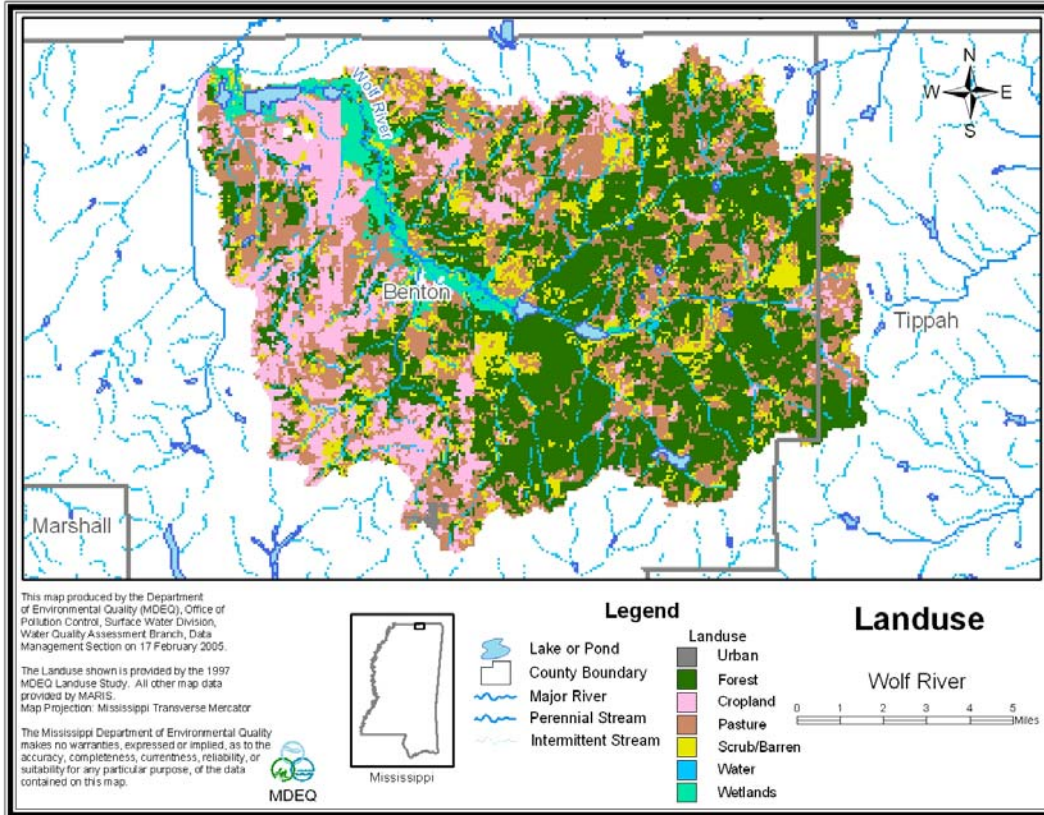 N
W E
S
Wolf River
Benton
Tippah
Marshall
This map produced by the Department
of Environmental Quality (MDEQ), Office of
Pollution Control, Surface Water Division,
Water Quality Assessment Branch, Data
Management Section on 17 February 2005.
The Landuse shown is provided by the 1997
MDEQ Landuse Study. All other map data
provided by MARIS.
Map Projection: Mississippi Transverse Mercator
The Mississippi Department of Environmental Quality
makes no warranties, expressed or implied, as to the
accuracy, completeness, currentness, reliability, or
suitability for any particular purpose, of the data
contained on this map.
MDEQ
Mississippi
Legend
Lake or Pond
County Boundary
Major River
Perennial Stream
Intermittent Stream
Landuse
Urban
Forest
Cropland
Pasture
Scrub/Barren
Water
Wetlands
Landuse
Wolf River
0 1 2 3 4 5
Miles